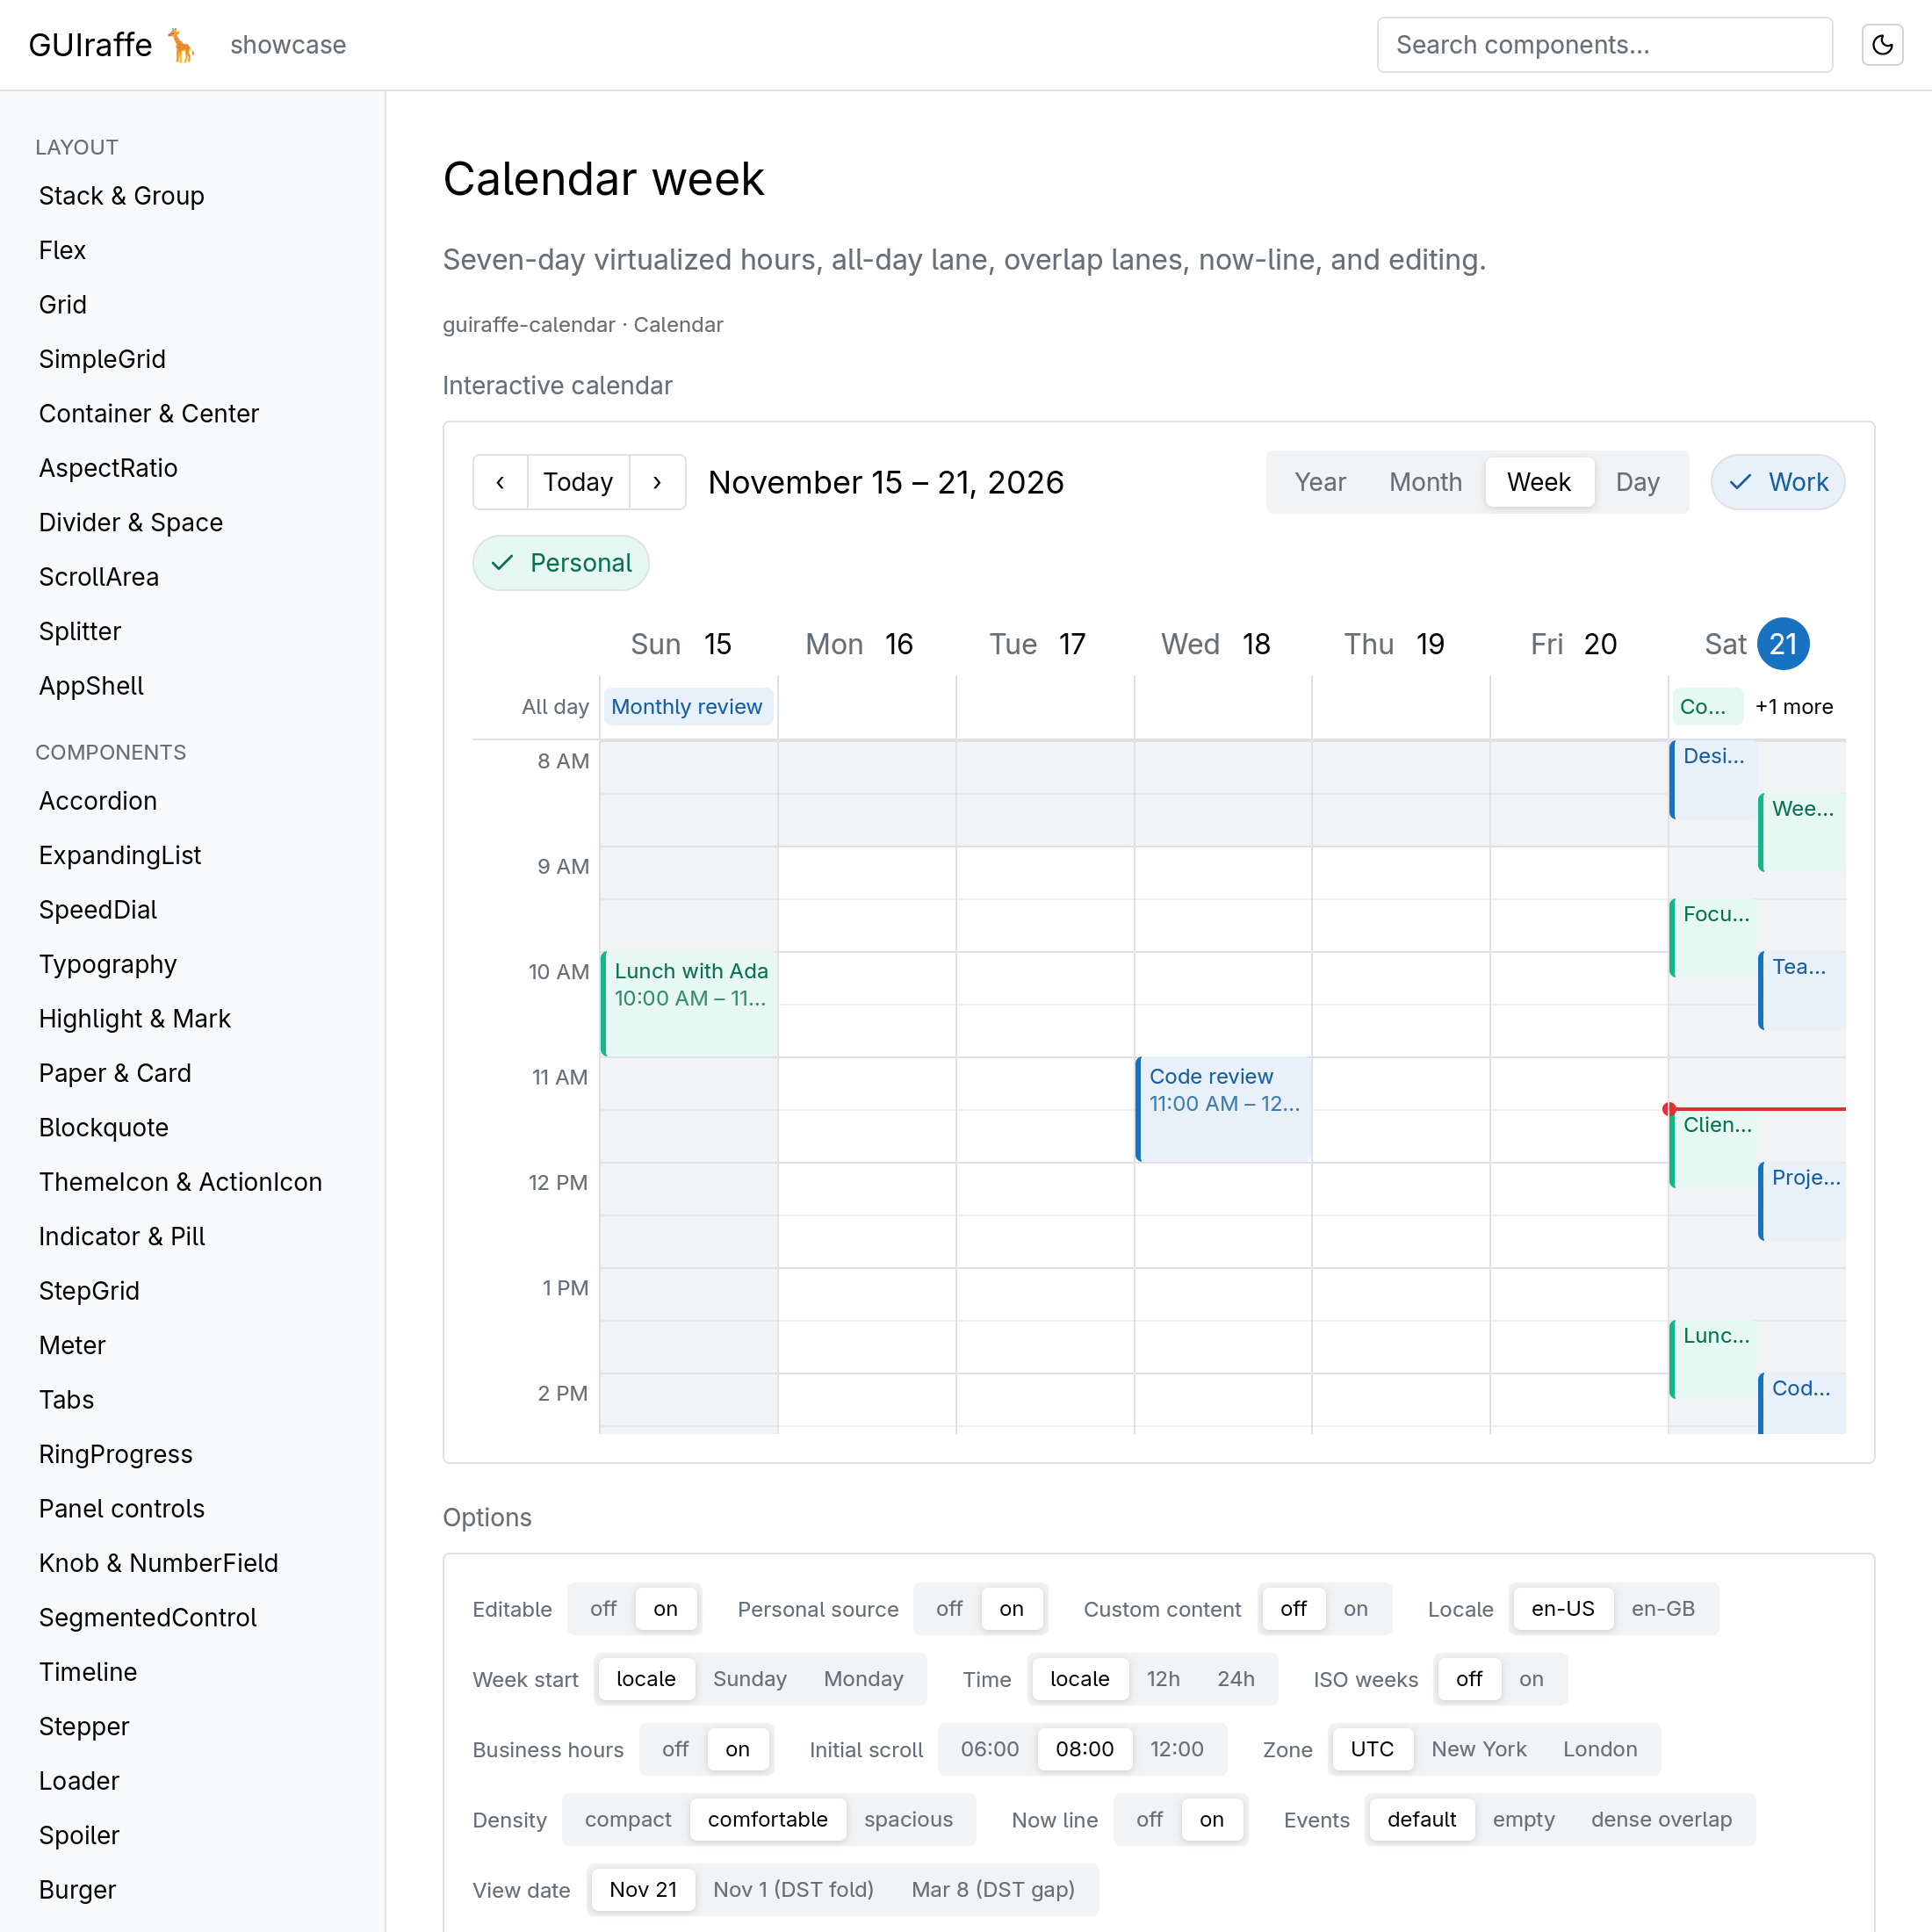 GUIraffe 🦒 showcase
Search components...
LAYOUT
Stack & Group
Flex
Grid
SimpleGrid
Container & Center
AspectRatio
Divider & Space
ScrollArea
Splitter
AppShell
COMPONENTS
Accordion
ExpandingList
SpeedDial
Typography
Highlight & Mark
Paper & Card
Blockquote
ThemeIcon & ActionIcon
Indicator & Pill
StepGrid
Meter
Tabs
RingProgress
Panel controls
Knob & NumberField
SegmentedControl
Timeline
Stepper
Loader
Spoiler
Burger
Calendar week
Seven-day virtualized hours, all-day lane, overlap lanes, now-line, and editing.
guiraffe-calendar · Calendar
Interactive calendar
‹ Today › November 15 – 21, 2026 Year Month Week Day Work
Personal
Sun 15 Mon 16 Tue 17 Wed 18 Thu 19 Fri 20 Sat 21
All day Monthly review Co... +1 more
8 AM Desi...
Wee...
9 AM
Focu...
10 AM Lunch with Ada Tea...
10:00 AM – 11...
11 AM Code review
11:00 AM – 12...
Clien...
12 PM Proje...
1 PM
Lunc...
2 PM Cod...
Options
Editable off on Personal source off on Custom content off on Locale en-US en-GB
Week start locale Sunday Monday Time locale 12h 24h ISO weeks off on
Business hours off on Initial scroll 06:00 08:00 12:00 Zone UTC New York London
Density compact comfortable spacious Now line off on Events default empty dense overlap
View date Nov 21 Nov 1 (DST fold) Mar 8 (DST gap)